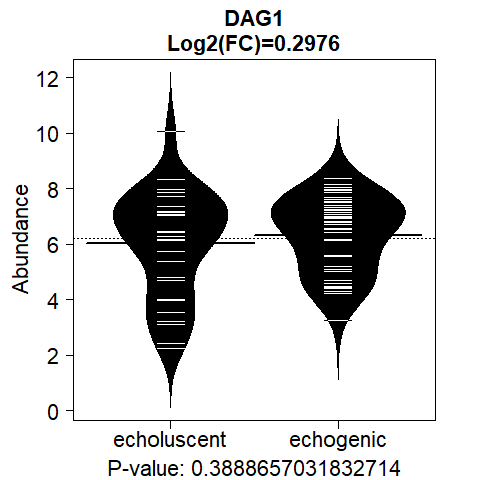 DAG1
Log2(FC)=0.2976
Abundance
12
10
8
6
4
2
0
echoluscent echogenic
P-value: 0.3888657031832714